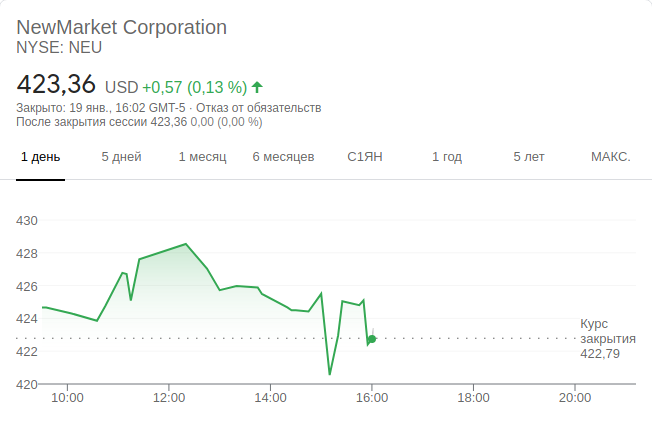 NewMarket Corporation
NYSE: NEU
423,36 USD +0,57 (0,13 %)
Закрыто: 19 янв., 16:02 GMT-5 · Отказ от обязательств
После закрытия сессии 423,36 0,00 (0,00 %)
1 день 5 дней 1 месяц 6 месяцев С1ЯН 1 год 5 лет МАКС.
430
428
426
424
422
420
Курс
закрытия
422,79
10:00 12:00 14:00 16:00 18:00 20:00